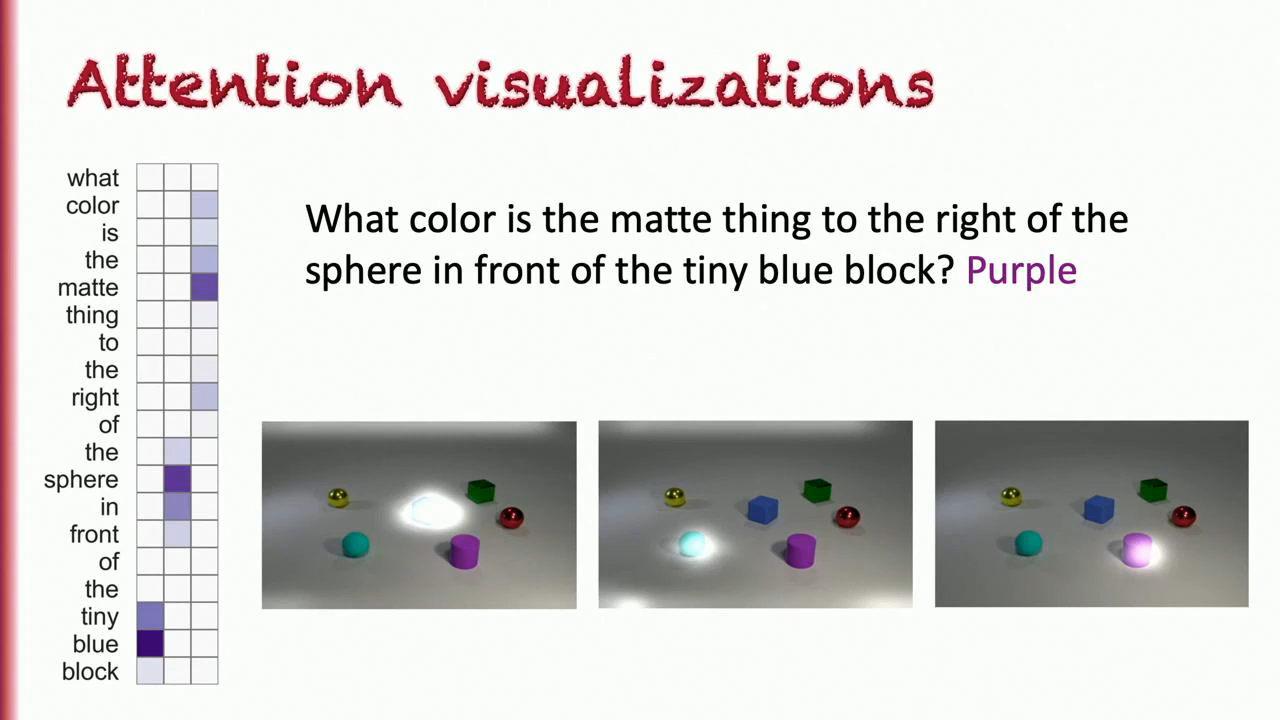 Attention visualizations
what
color
is
the
matte
thing
to
the
right
of
the
sphere
in
front
of
the
tiny
blue
block
What color is the matte thing to the right of the
sphere in front of the tiny blue block? Purple